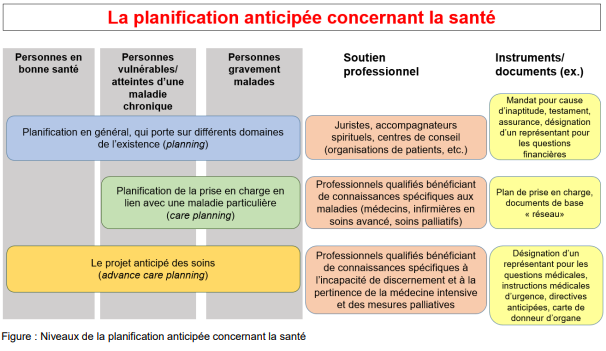 La planification anticipée concernant la santé
Personnes en
bonne santé
Personnes
vulnérables/
atteintes d'une
maladie
chronique
Personnes
gravement
malades
Soutien
professionnel
Instruments/
documents (ex.)
Planification en général, qui porte sur différents domaines
de l'existence (planning)
Juristes, accompagnateurs
spirituels, centres de conseil
(organisations de patients, etc.)
Mandat pour cause
d'inaptitude, testament,
assurance, désignation
d'un représentant pour
les questions
financières
Planification de la prise en charge en
lien avec une maladie particulière
(care planning)
Professionnels qualifiés bénéficiant
de connaissances spécifiques aux
maladies (médecins, infirmières en
soins avancé, soins palliatifs)
Plan de prise en charge,
documents de base
« réseau»
Le projet anticipé des soins
(advance care planning)
Professionnels qualifiés bénéficiant
de connaissances spécifiques à
l'incapacité de discernement et à la
pertinence de la médecine intensive
et des mesures palliatives
Désignation d'un
représentant pour les
questions médicales,
instructions médicales
d'urgence, directives
anticipées, carte de
donneur d'organe
Figure : Niveaux de la planification anticipée concernant la santé